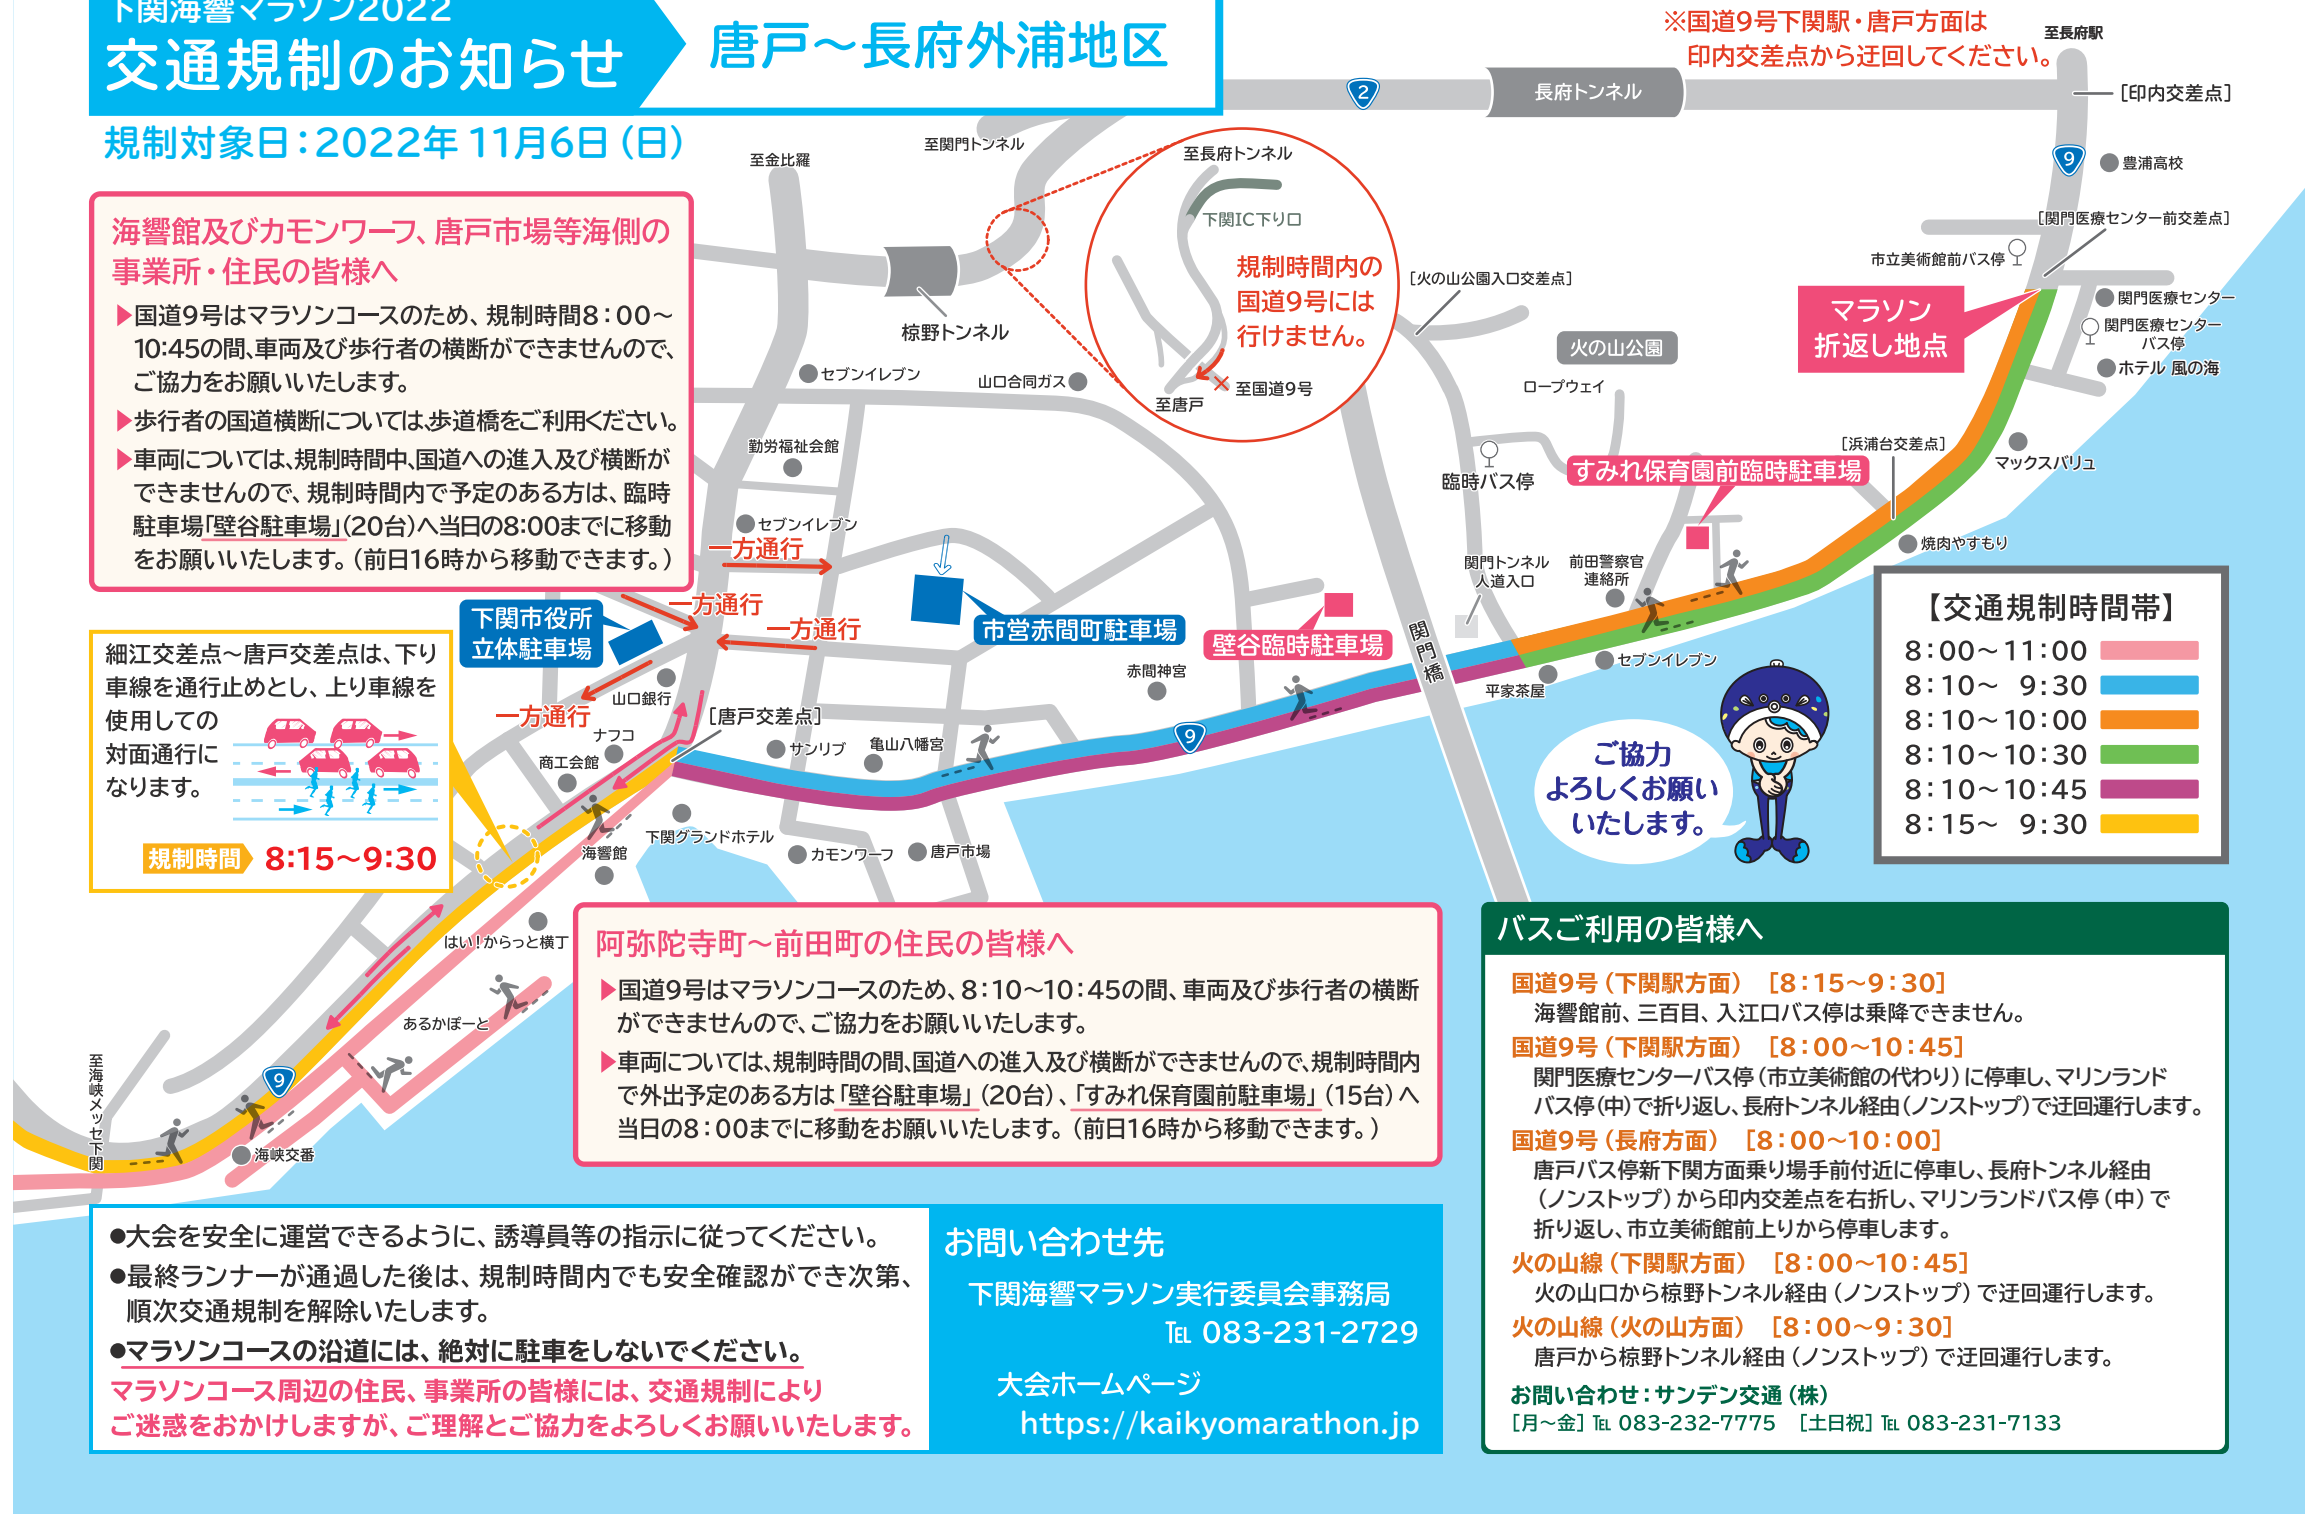 下関海響マラソン2022
交通規制のお知らせ
唐戸～長府外浦地区
規制対象日：2022年 11月6日（日）
※国道9号下関駅・唐戸方面は
印内交差点から迂回してください。
至長府駅
2
長府トンネル
［印内交差点］
9
豊浦高校
［関門医療センター前交差点］
市立美術館前バス停
マラソン
折返し地点
関門医療センター
関門医療センター
バス停
ホテル 風の海
至関門トンネル
至金比羅
至長府トンネル
下関IC下り口
規制時間内の
国道9号には
行けません。
至国道9号
至唐戸
［火の山公園入口交差点］
火の山公園
ロープウェイ
椋野トンネル
セブンイレブン
山口合同ガス
勤労福祉会館
セブンイレブン
臨時バス停
すみれ保育園前臨時駐車場
［浜浦台交差点］
マックスバリュ
焼肉やすもり
関門トンネル
人道入口
前田警察官
連絡所
海響館及びカモンワーフ、唐戸市場等海側の
事業所・住民の皆様へ
▶国道9号はマラソンコースのため、規制時間8：00～
10：45の間、車両及び歩行者の横断ができませんので、
ご協力をお願いいたします。
▶歩行者の国道横断については、歩道橋をご利用ください。
▶車両については、規制時間中、国道への進入及び横断が
できませんので、規制時間内で予定のある方は、臨時
駐車場「壁谷駐車場」（20台）へ当日の8：00までに移動
をお願いいたします。（前日16時から移動できます。）
一方通行
一方通行
一方通行
一方通行
下関市役所
立体駐車場
市営赤間町駐車場
壁谷臨時駐車場
関門橋
赤間神宮
平家茶屋
セブンイレブン
山口銀行
［唐戸交差点］
ナフコ
商工会館
サンリブ
亀山八幡宮
9
下関グランドホテル
海響館
カモンワーフ
唐戸市場
はい！からっと横丁
あるかぽーと
9
至海峡メッセ下関
海峡交番
細江交差点～唐戸交差点は、下り
車線を通行止めとし、上り車線を
使用しての
対面通行に
なります。
規制時間 8：15～9：30
【交通規制時間帯】
8：00～11：00
8：10～ 9：30
8：10～10：00
8：10～10：30
8：10～10：45
8：15～ 9：30
ご協力
よろしくお願い
いたします。
阿弥陀寺町～前田町の住民の皆様へ
▶国道9号はマラソンコースのため、8：10～10：45の間、車両及び歩行者の横断
ができませんので、ご協力をお願いいたします。
▶車両については、規制時間の間、国道への進入及び横断ができませんので、規制時間内
で外出予定のある方は「壁谷駐車場」（20台）、「すみれ保育園前駐車場」（15台）へ
当日の8：00までに移動をお願いいたします。（前日16時から移動できます。）
バスご利用の皆様へ
国道9号（下関駅方面）［8：15～9：30］
海響館前、三百目、入江口バス停は乗降できません。
国道9号（下関駅方面）［8：00～10：45］
関門医療センターバス停（市立美術館の代わり）に停車し、マリンランド
バス停（中）で折り返し、長府トンネル経由（ノンストップ）で迂回運行します。
国道9号（長府方面）［8：00～10：00］
唐戸バス停新下関方面乗り場手前付近に停車し、長府トンネル経由
（ノンストップ）から印内交差点を右折し、マリンランドバス停（中）で
折り返し、市立美術館前上りから停車します。
火の山線（下関駅方面）［8：00～10：45］
火の山口から椋野トンネル経由（ノンストップ）で迂回運行します。
火の山線（火の山方面）［8：00～9：30］
唐戸から椋野トンネル経由（ノンストップ）で迂回運行します。
お問い合わせ：サンデン交通（株）
［月～金］℡ 083-232-7775 ［土日祝］℡ 083-231-7133
●大会を安全に運営できるように、誘導員等の指示に従ってください。
●最終ランナーが通過した後は、規制時間内でも安全確認ができ次第、
順次交通規制を解除いたします。
●マラソンコースの沿道には、絶対に駐車をしないでください。
マラソンコース周辺の住民、事業所の皆様には、交通規制により
ご迷惑をおかけしますが、ご理解とご協力をよろしくお願いいたします。
お問い合わせ先
下関海響マラソン実行委員会事務局
℡ 083-231-2729
大会ホームページ
https://kaikyomarathon.jp